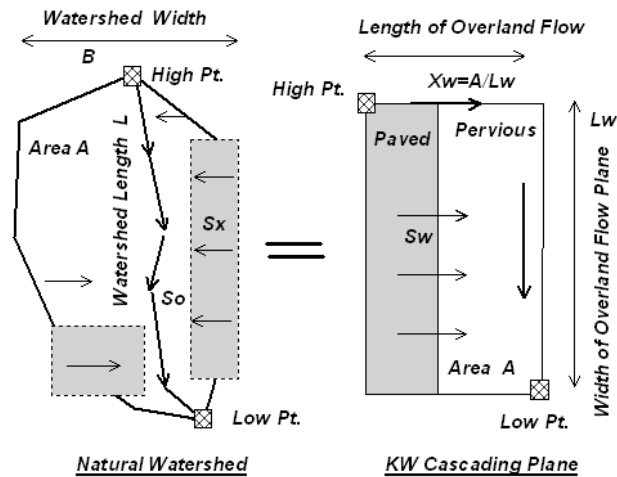 Watershed Width
B
High Pt.
Area A
Watershed Length L
Sx
So
Low Pt.
Natural Watershed
=
Length of Overland Flow
Xw=A/Lw
High Pt.
Paved
Pervious
Lw
Sw
Width of Overland Flow Plane
Area A
Low Pt.
KW Cascading Plane